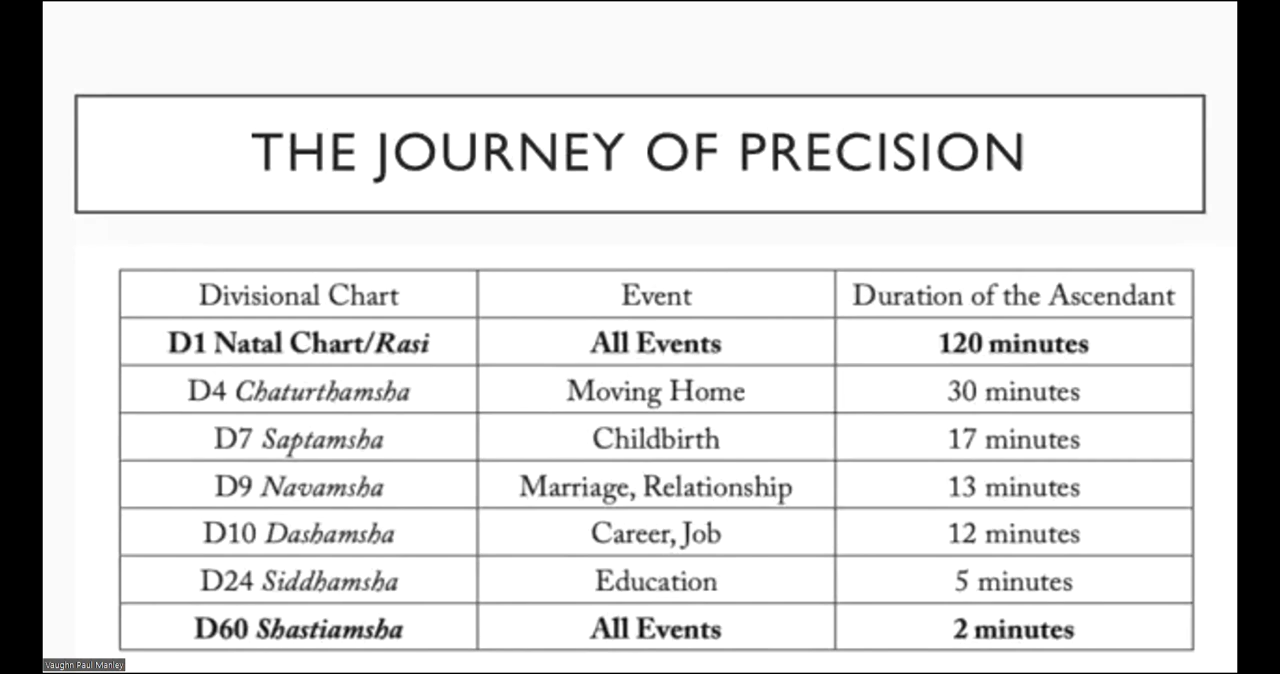 THE JOURNEY OF PRECISION
Divisional Chart Event Duration of the Ascendant
D1 Natal Chart/Rasi All Events 120 minutes
D4 Chaturthamsha Moving Home 30 minutes
D7 Saptamsha Childbirth 17 minutes
D9 Navamsha Marriage, Relationship 13 minutes
D10 Dashamsha Career, Job 12 minutes
D24 Siddhamsha Education 5 minutes
D60 Shastiamsha All Events 2 minutes
Vaughn Paul Manley